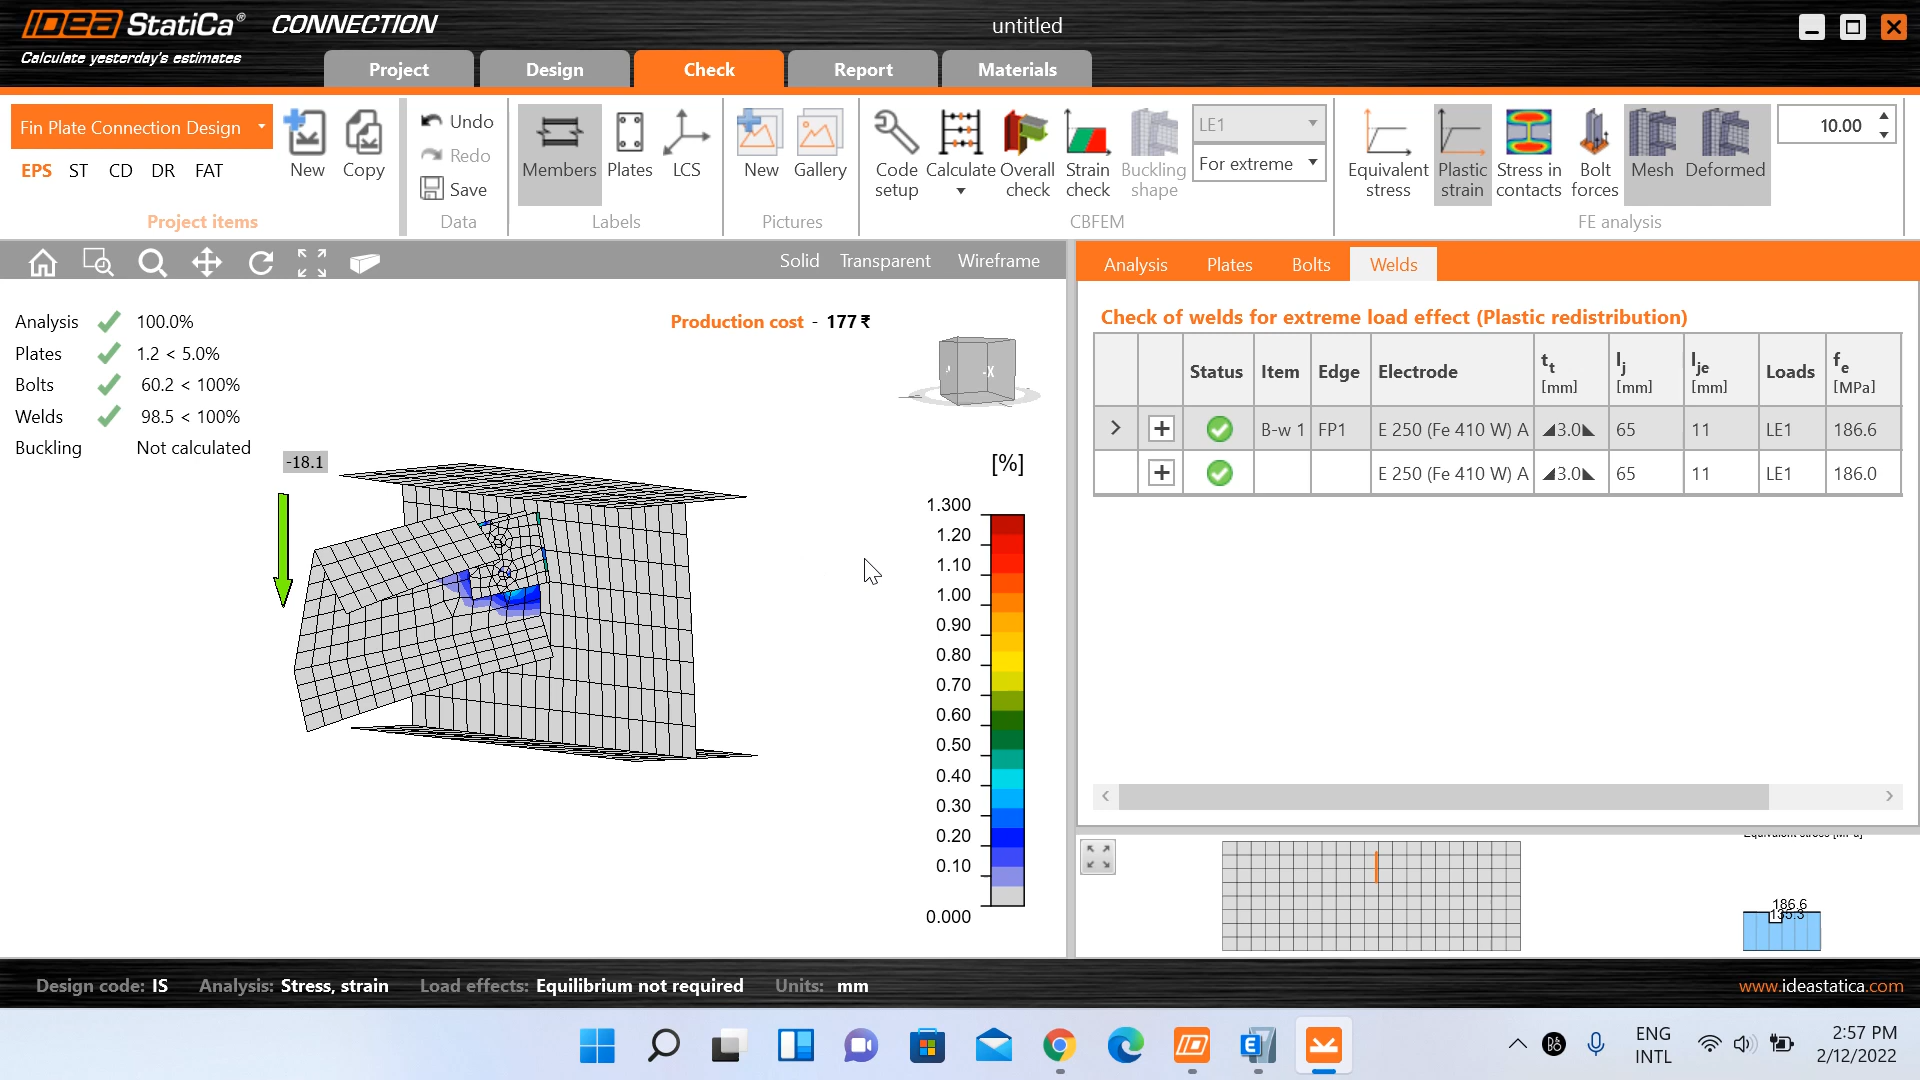 IDEA StatiCa® CONNECTION
Calculate yesterday's estimates
untitled
Project Design Check Report Materials
Fin Plate Connection Design
EPS ST CD DR FAT
New Copy
Project items
Undo
Redo
Save
Data
Members Plates LCS
Labels
New Gallery
Pictures
Code setup Calculate Overall check Strain check Buckling shape
LE1
For extreme
CBFEM
Equivalent stress Plastic strain Stress in contacts Bolt forces Mesh Deformed
10.00
FE analysis
Solid Transparent Wireframe
Analysis 100.0%
Plates 1.2 < 5.0%
Bolts 60.2 < 100%
Welds 98.5 < 100%
Buckling Not calculated
Production cost - 177 ₹
-X
-18.1
[%]
1.300
1.20
1.10
1.00
0.90
0.80
0.70
0.60
0.50
0.40
0.30
0.20
0.10
0.000
Analysis Plates Bolts Welds
Check of welds for extreme load effect (Plastic redistribution)
Status Item Edge Electrode tt [mm] lj [mm] lje [mm] Loads fe [MPa]
> + B-w 1 FP1 E 250 (Fe 410 W) A 3.0 65 11 LE1 186.6
+ E 250 (Fe 410 W) A 3.0 65 11 LE1 186.0
186.6
135.3
Design code: IS Analysis: Stress, strain Load effects: Equilibrium not required Units: mm
www.ideastatica.com
ENG
INTL
2:57 PM
2/12/2022